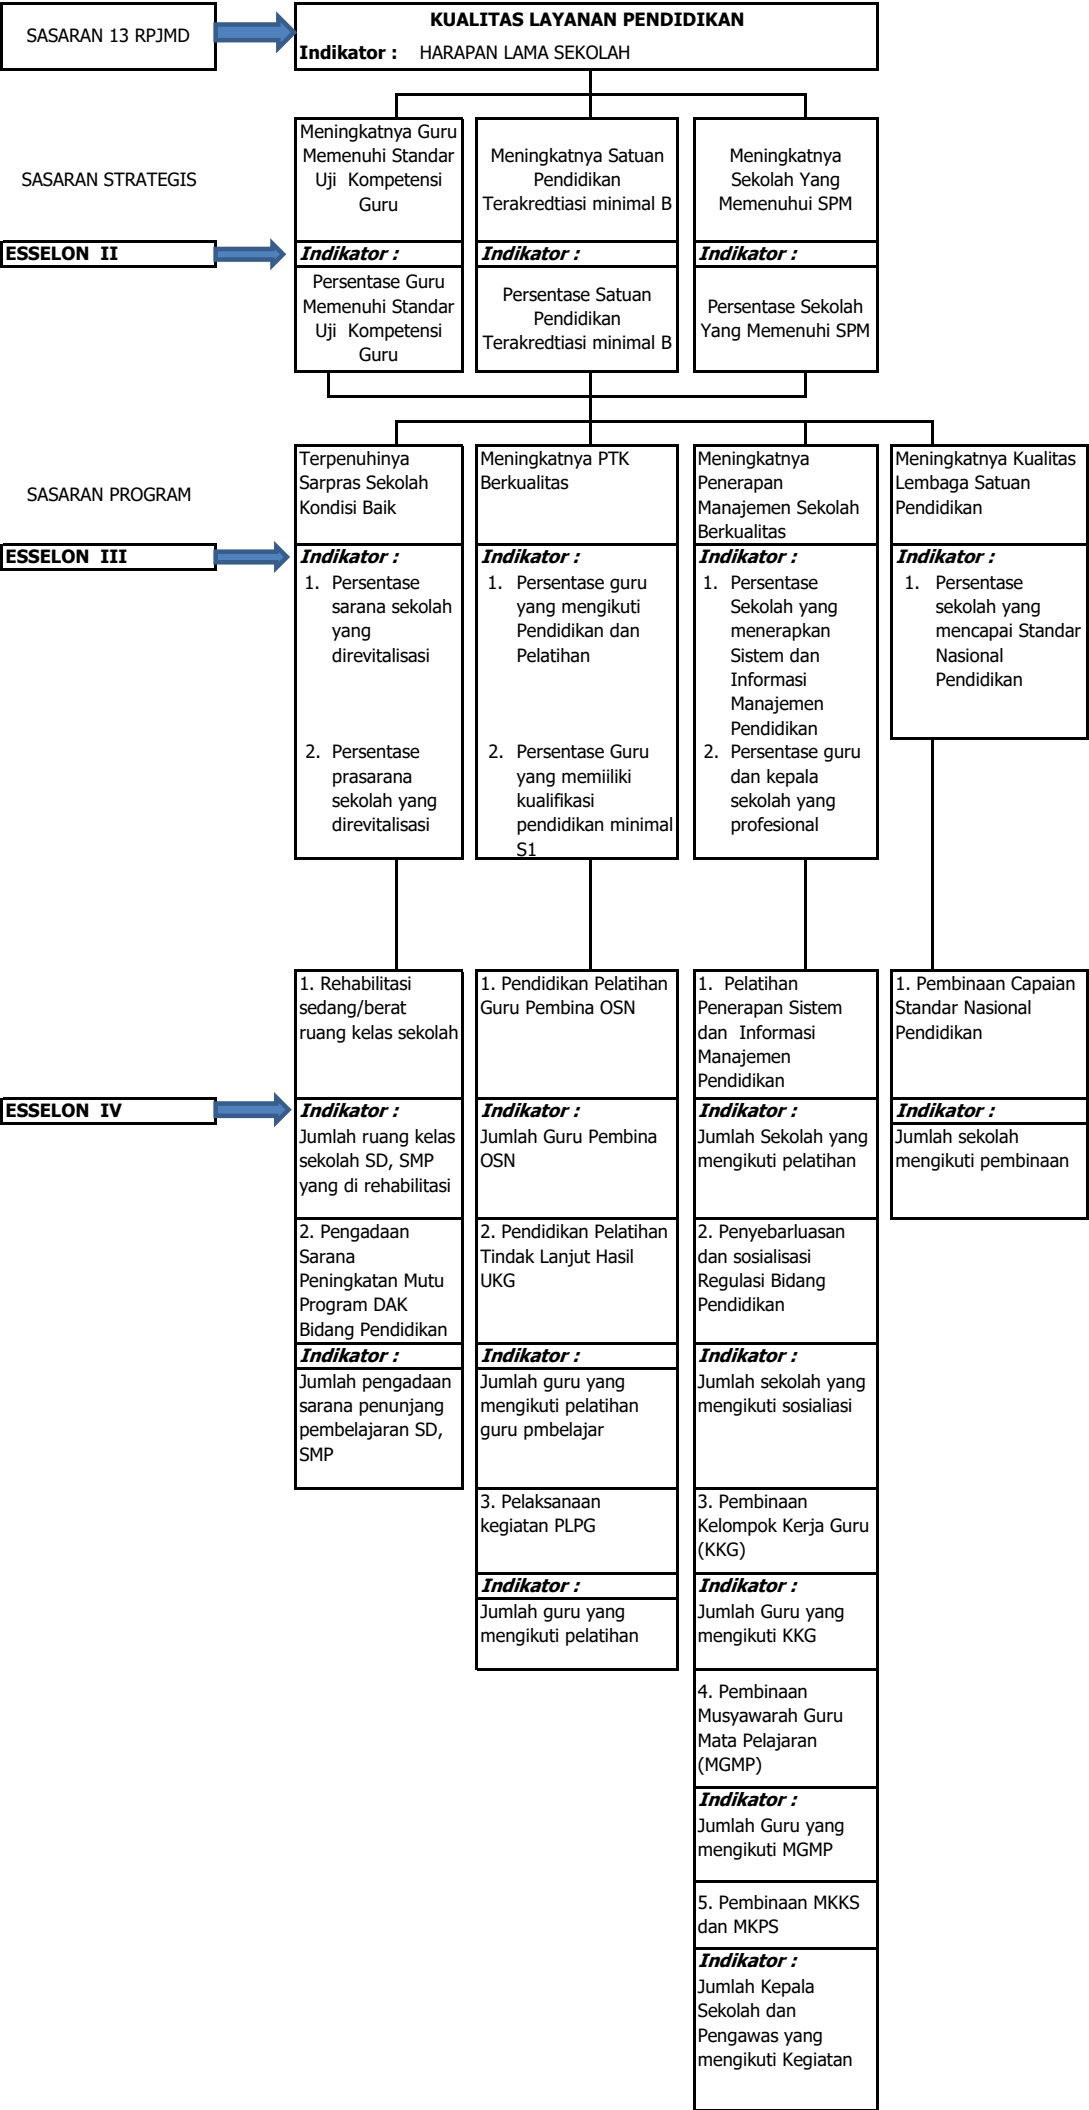 SASARAN 13 RPJMD
KUALITAS LAYANAN PENDIDIKAN
Indikator : HARAPAN LAMA SEKOLAH
SASARAN STRATEGIS
Meningkatnya Guru
Memenuhi Standar
Uji Kompetensi
Guru
Meningkatnya Satuan
Pendidikan
Terakredtiasi minimal B
Meningkatnya
Sekolah Yang
Memenuhui SPM
ESSELON II
Indikator :
Indikator :
Indikator :
Persentase Guru
Memenuhi Standar
Uji Kompetensi
Guru
Persentase Satuan
Pendidikan
Terakredtiasi minimal B
Persentase Sekolah
Yang Memenuhi SPM
SASARAN PROGRAM
Terpenuhinya
Sarpras Sekolah
Kondisi Baik
Meningkatnya PTK
Berkualitas
Meningkatnya
Penerapan
Manajemen Sekolah
Berkualitas
Meningkatnya Kualitas
Lembaga Satuan
Pendidikan
ESSELON III
Indikator :
Indikator :
Indikator :
Indikator :
1. Persentase
sarana sekolah
yang
direvitalisasi
2. Persentase
prasarana
sekolah yang
direvitalisasi
1. Persentase guru
yang mengikuti
Pendidikan dan
Pelatihan
2. Persentase Guru
yang memiiliki
kualifikasi
pendidikan minimal
S1
1. Persentase
Sekolah yang
menerapkan
Sistem dan
Informasi
Manajemen
Pendidikan
2. Persentase guru
dan kepala
sekolah yang
profesional
1. Persentase
sekolah yang
mencapai Standar
Nasional
Pendidikan
1. Rehabilitasi
sedang/berat
ruang kelas sekolah
1. Pendidikan Pelatihan
Guru Pembina OSN
1. Pelatihan
Penerapan Sistem
dan Informasi
Manajemen
Pendidikan
1. Pembinaan Capaian
Standar Nasional
Pendidikan
ESSELON IV
Indikator :
Indikator :
Indikator :
Indikator :
Jumlah ruang kelas
sekolah SD, SMP
yang di rehabilitasi
Jumlah Guru Pembina
OSN
Jumlah Sekolah yang
mengikuti pelatihan
Jumlah sekolah
mengikuti pembinaan
2. Pengadaan
Sarana
Peningkatan Mutu
Program DAK
Bidang Pendidikan
2. Pendidikan Pelatihan
Tindak Lanjut Hasil
UKG
2. Penyebarluasan
dan sosialisasi
Regulasi Bidang
Pendidikan
Indikator :
Indikator :
Indikator :
Jumlah pengadaan
sarana penunjang
pembelajaran SD,
SMP
Jumlah guru yang
mengikuti pelatihan
guru pmbelajar
Jumlah sekolah yang
mengikuti sosialiasi
3. Pelaksanaan
kegiatan PLPG
3. Pembinaan
Kelompok Kerja Guru
(KKG)
Indikator :
Indikator :
Jumlah guru yang
mengikuti pelatihan
Jumlah Guru yang
mengikuti KKG
4. Pembinaan
Musyawarah Guru
Mata Pelajaran
(MGMP)
Indikator :
Jumlah Guru yang
mengikuti MGMP
5. Pembinaan MKKS
dan MKPS
Indikator :
Jumlah Kepala
Sekolah dan
Pengawas yang
mengikuti Kegiatan